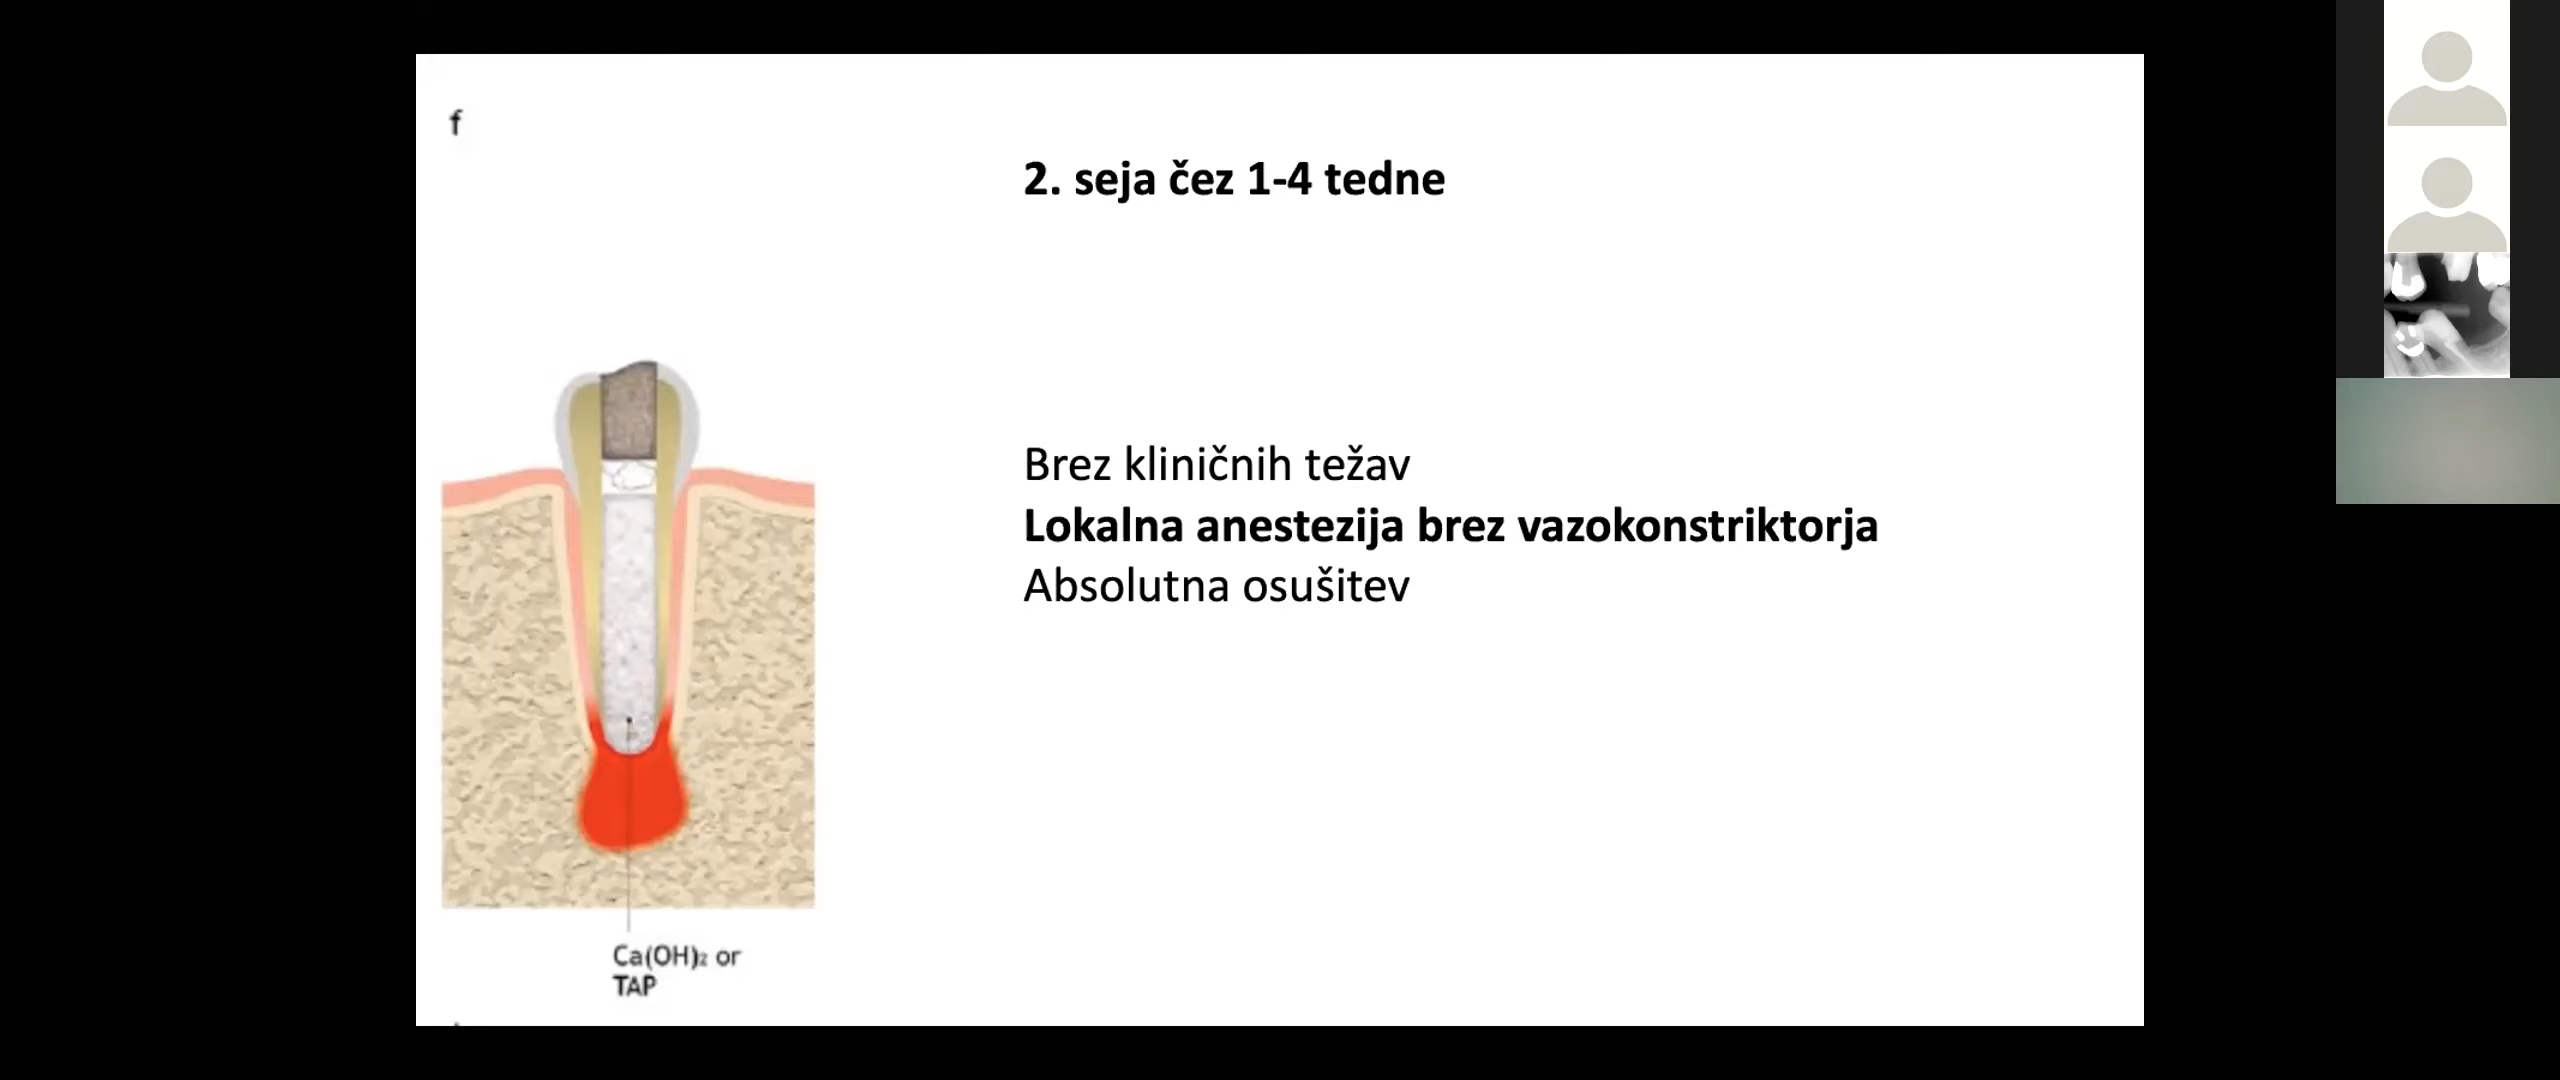 f
2. seja čez 1-4 tedne
Brez kliničnih težav
Lokalna anestezija brez vazokonstriktorja
Absolutna osušitev
Ca(OH)₂ or
TAP